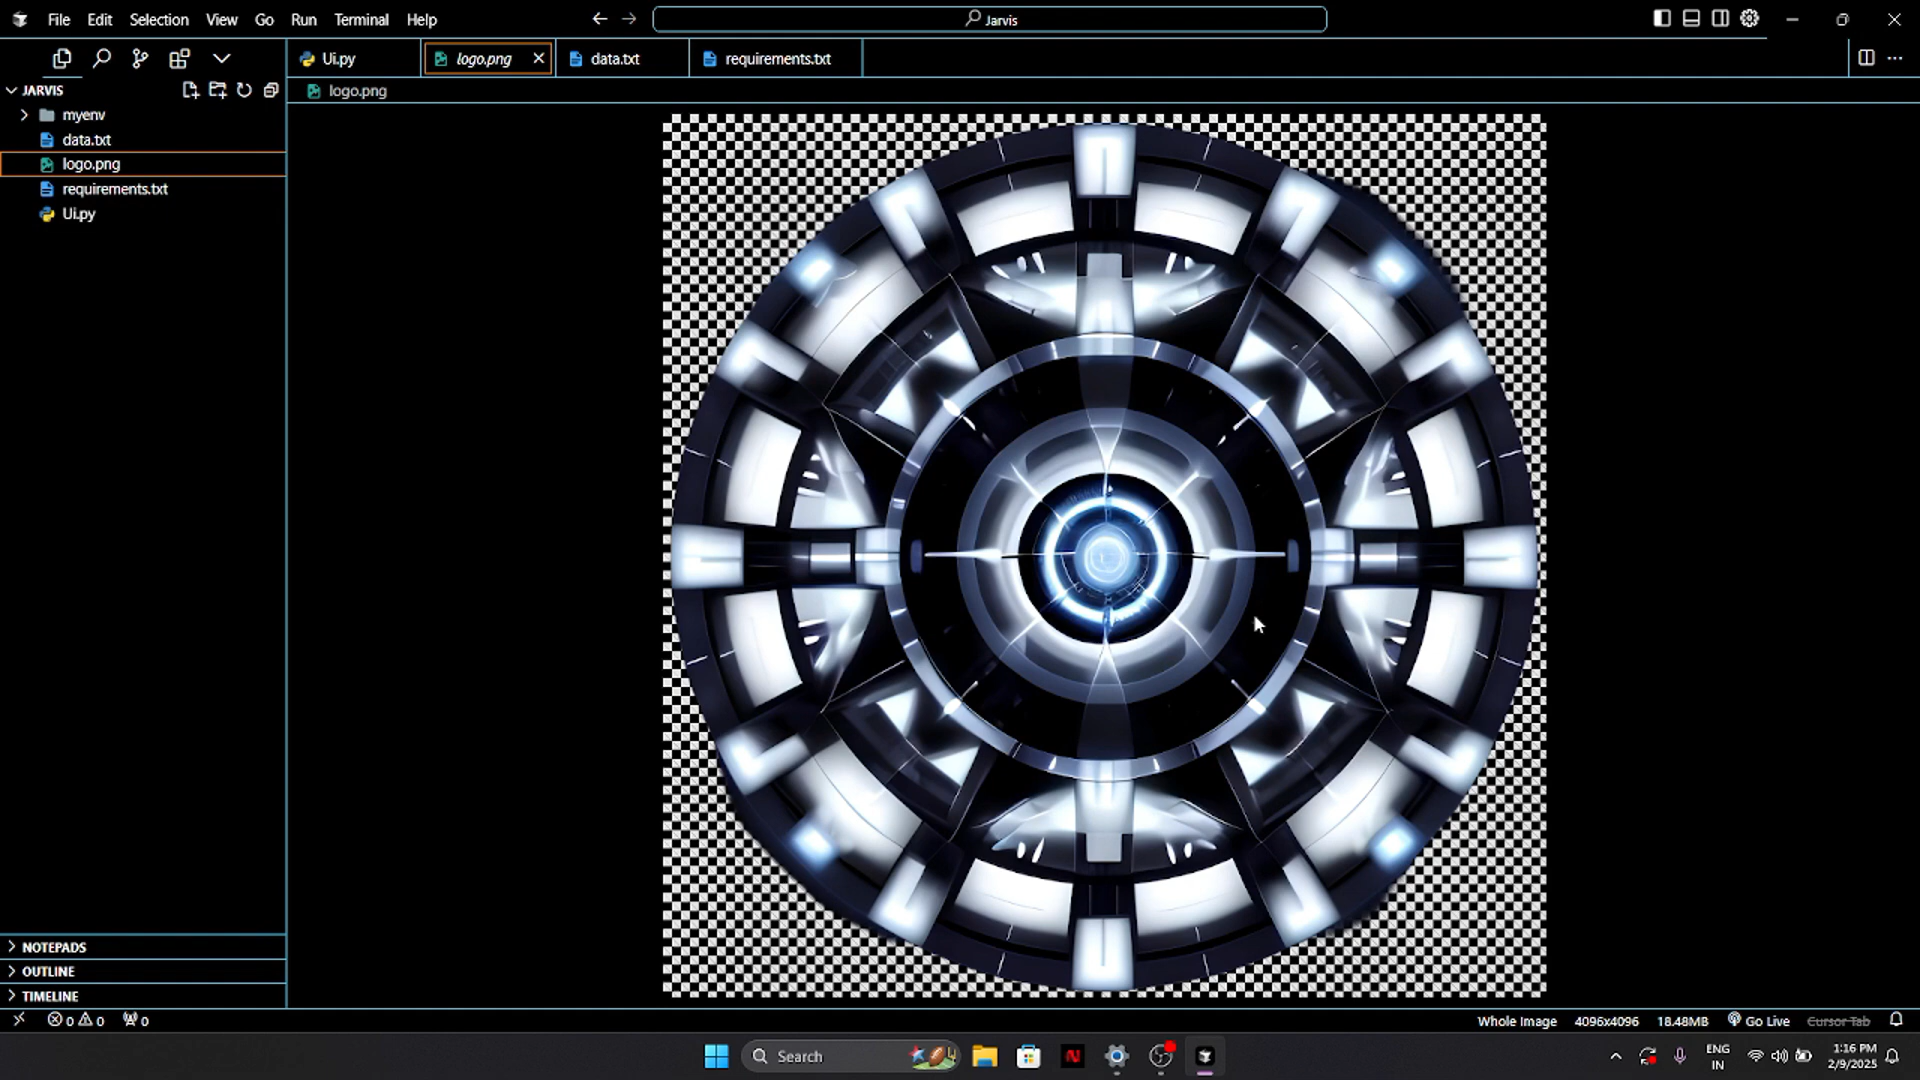 File Edit Selection View Go Run Terminal Help
Jarvis
Ui.py
logo.png
data.txt
requirements.txt
JARVIS
logo.png
myenv
data.txt
logo.png
requirements.txt
Ui.py
NOTEPADS
OUTLINE
TIMELINE
0 0 0
Whole Image 4096x4096 18.48MB Go Live Cursor Tab
Search
ENG
IN
1:16 PM
2/9/2025